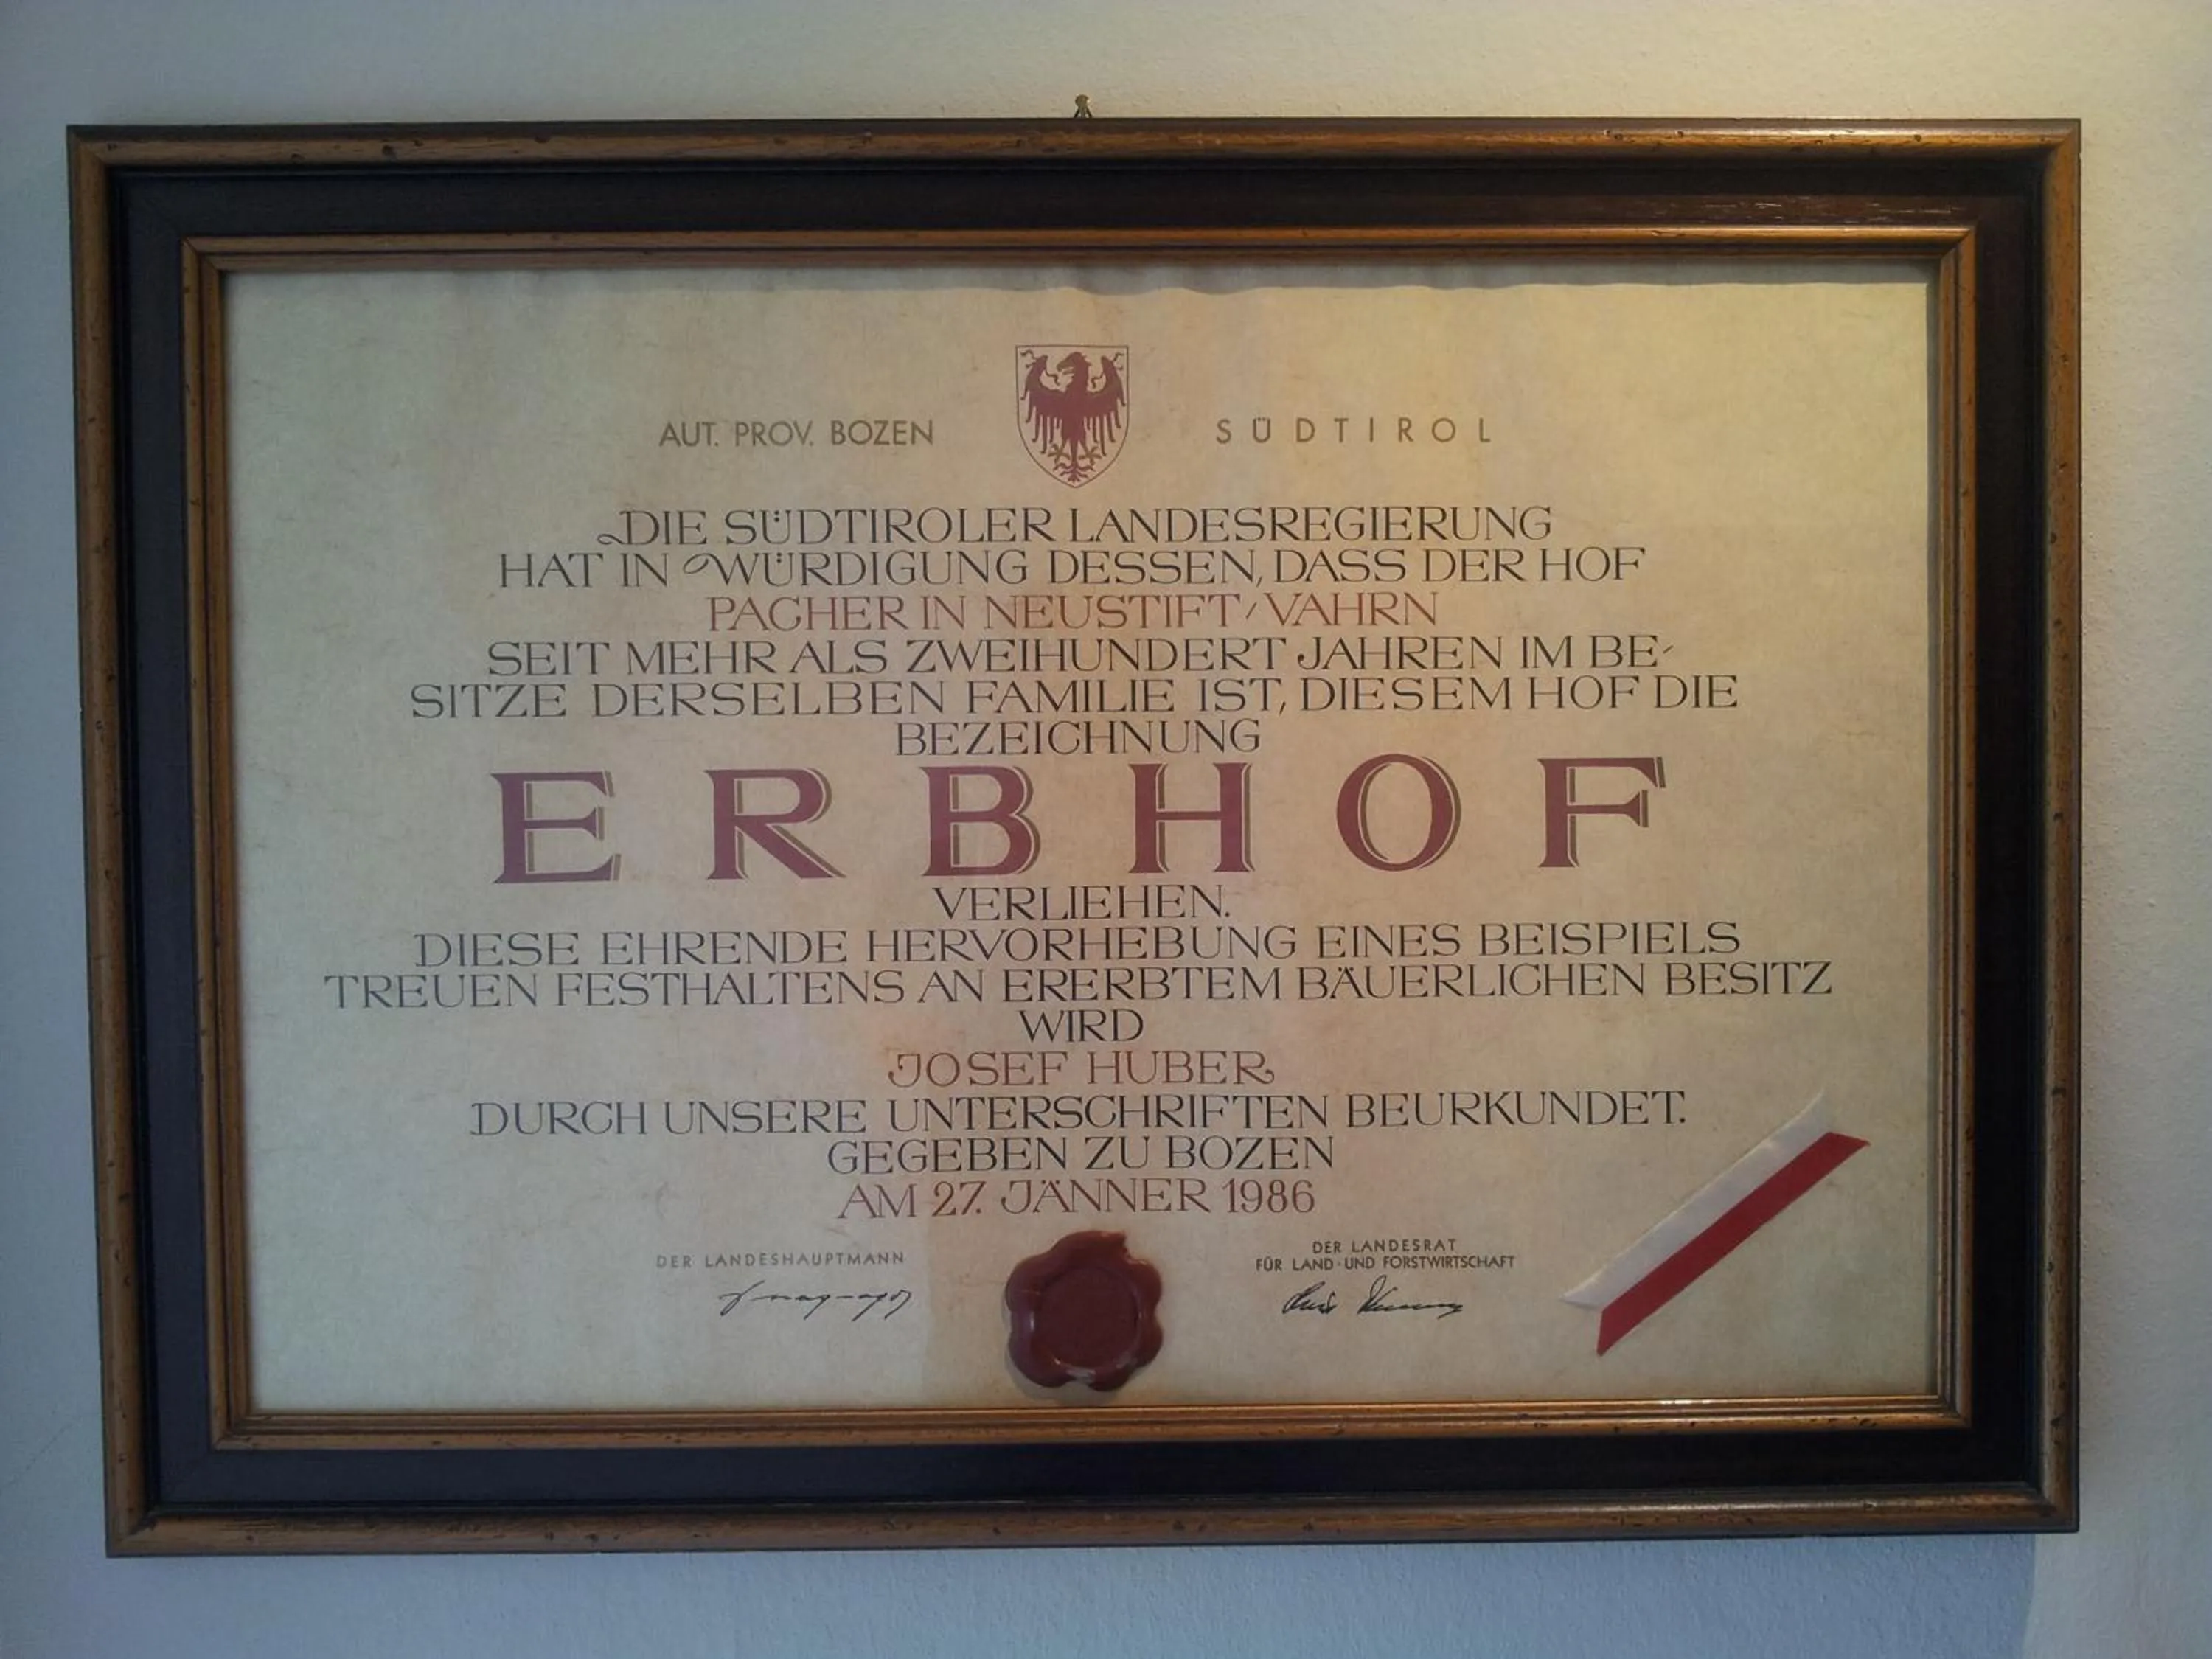 AUT. PROV. BOZEN SÜDTIROL
DIE SÜDTIROLER LANDESREGIERUNG
HAT IN WÜRDIGUNG DESSEN, DASS DER HOF
PACHER IN NEUSTIFT/VAHRN
SEIT MEHR ALS ZWEIHUNDERT JAHREN IM BE-
SITZE DERSELBEN FAMILIE IST, DIESEM HOF DIE
BEZEICHNUNG
ERBHOF
VERLIEHEN.
DIESE EHRENDE HERVORHEBUNG EINES BEISPIELS
TREUEN FESTHALTENS AN ERERBTEM BÄUERLICHEN BESITZ
WIRD
JOSEF HUBER
DURCH UNSERE UNTERSCHRIFTEN BEURKUNDET.
GEGEBEN ZU BOZEN
AM 27. JÄNNER 1986
DER LANDESHAUPTMANN
DER LANDESRAT
FÜR LAND- UND FORSTWIRTSCHAFT